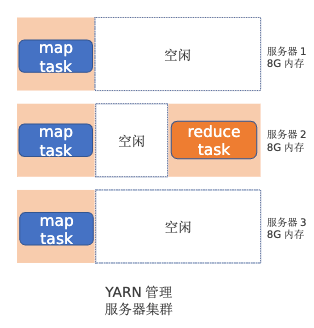 map
task
空闲
服务器 1
8G 内存
map
task
空闲
reduce
task
服务器 2
8G 内存
map
task
空闲
服务器 3
8G 内存
YARN 管理
服务器集群